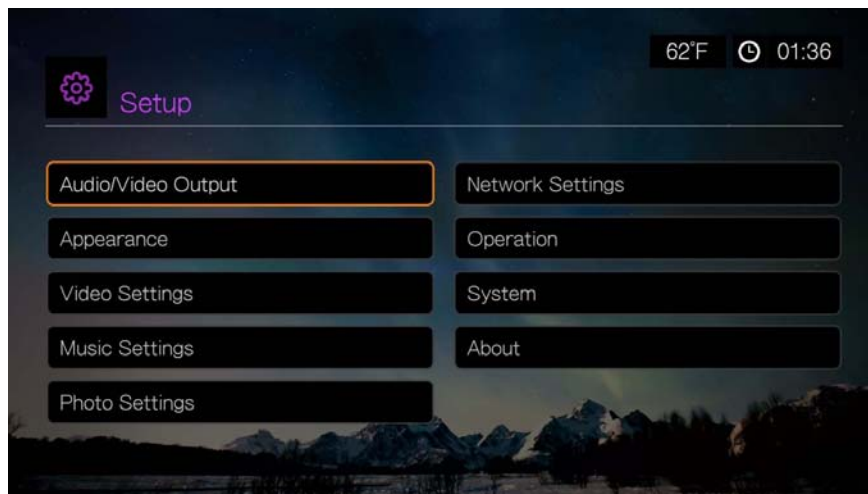 62°F 01:36
Setup
Audio/Video Output
Appearance
Video Settings
Music Settings
Photo Settings
Network Settings
Operation
System
About